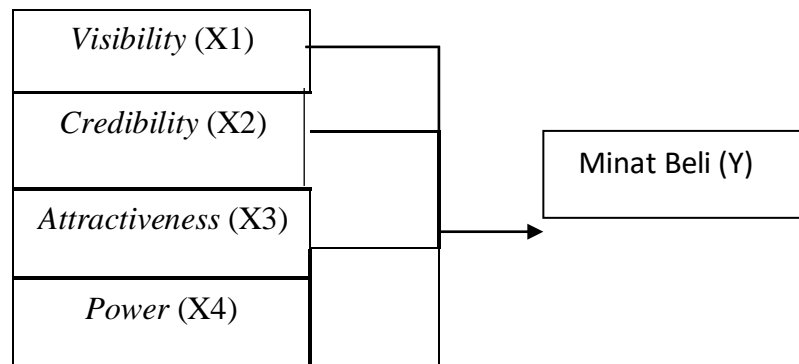 Visibility (X1)
Credibility (X2)
Minat Beli (Y)
Attractiveness (X3)
Power (X4)